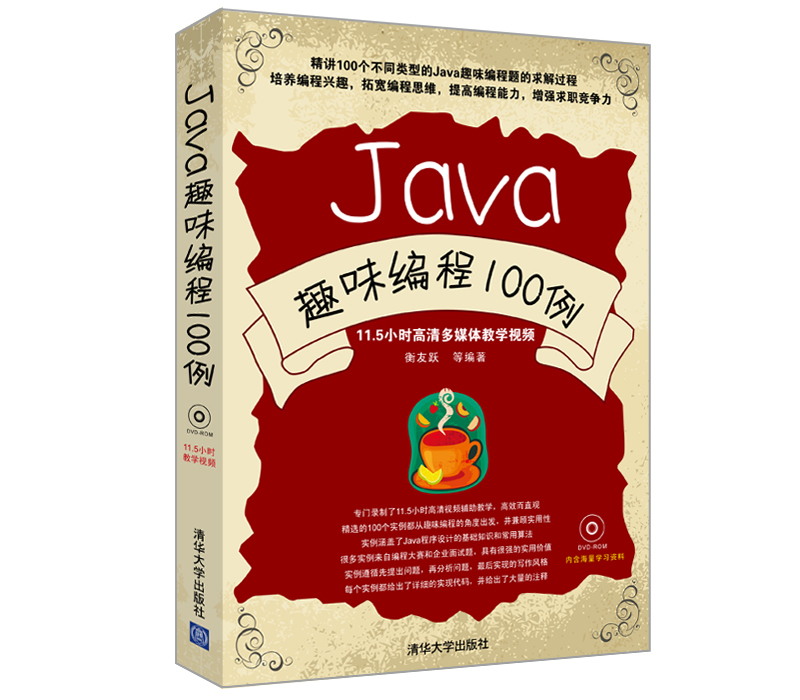 精讲100个不同类型的Java趣味编程题的求解过程
培养编程兴趣，拓宽编程思维，提高编程能力，增强求职竞争力
Java
趣味编程100例
11.5小时高清多媒体教学视频
衡友跃 等编著
专门录制了11.5小时高清视频辅助教学，高效而直观
精选的100个实例都从趣味编程的角度出发，并兼顾实用性
实例涵盖了Java程序设计的基础知识和常用算法
很多实例来自编程大赛和企业面试题，具有很强的实用价值
实例遵循先提出问题，再分析问题，最后实现的写作风格
每个实例都给出了详细的实现代码，并给出了大量的注释
DVD-ROM
内含海量学习资料
清华大学出版社
Java趣味编程100例
DVD-ROM
11.5小时
教学视频
清华大学出版社